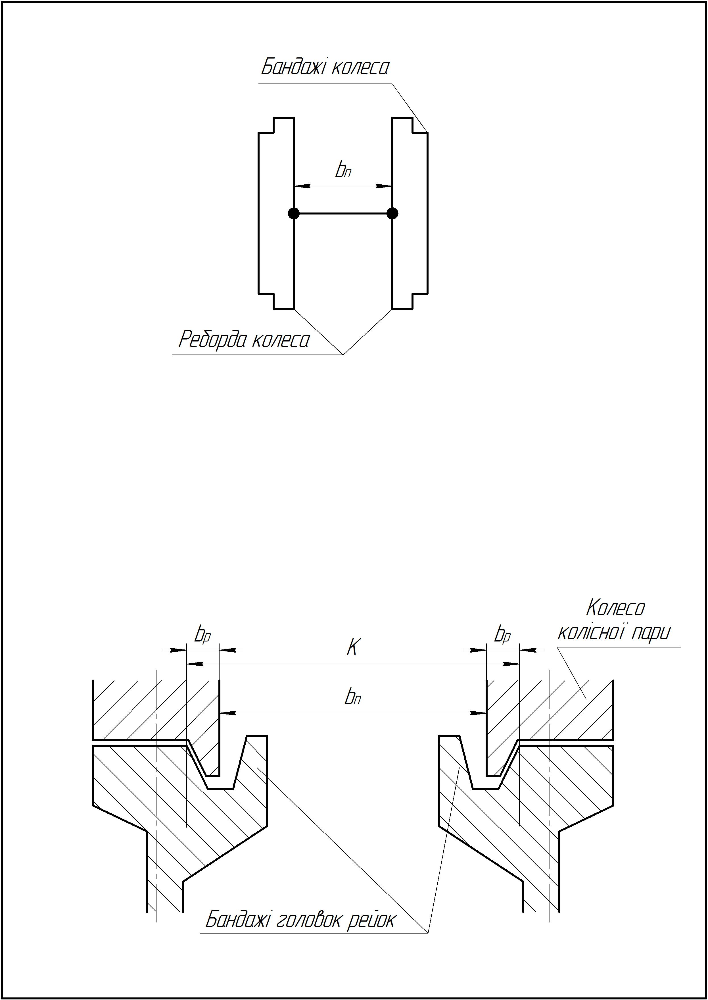 Бандажі колеса
bп
Реборда колеса
Колесо
колісної пари
bр
К
bр
bп
Бандажі головок рейок